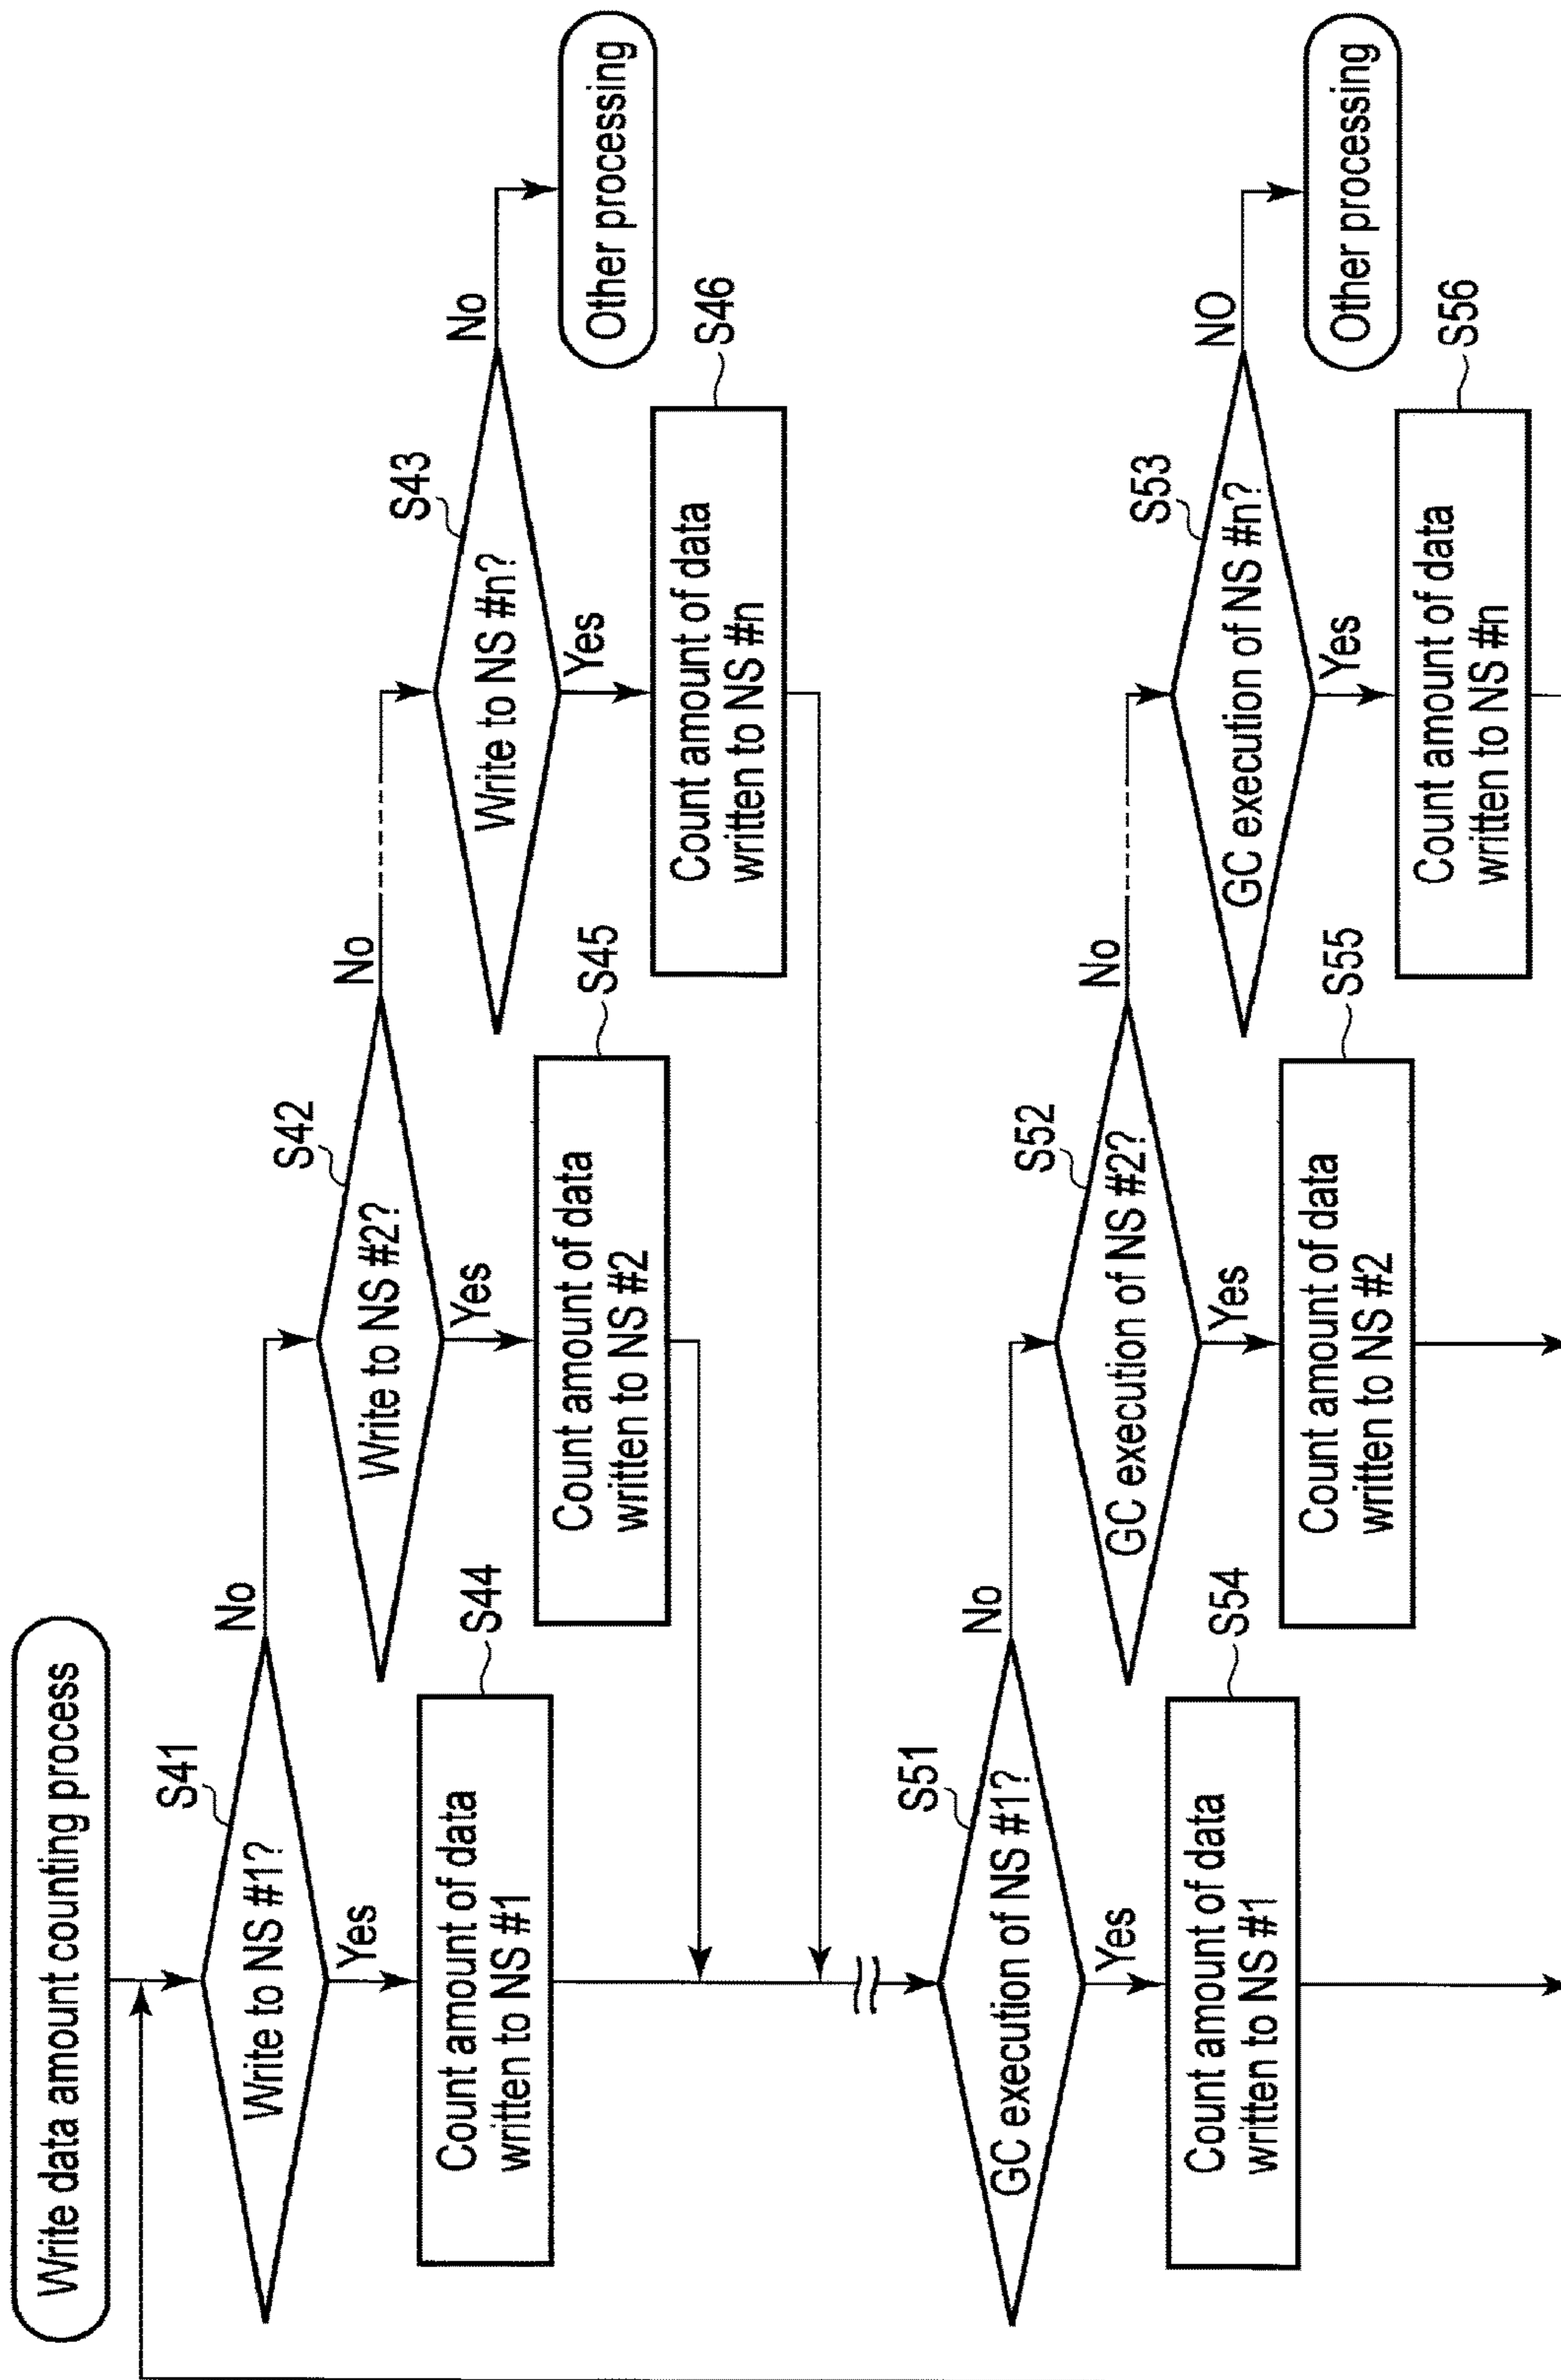 Write data amount counting process
S41
Write to NS #1?
No
Yes
S42
Write to NS #2?
No
Yes
S43
Write to NS #n?
No
Yes
Other processing
S44
Count amount of data
written to NS #1
S45
Count amount of data
written to NS #2
S46
Count amount of data
written to NS #n
S51
GC execution of NS #1?
No
Yes
S52
GC execution of NS #2?
No
Yes
S53
GC execution of NS #n?
NO
Yes
Other processing
S54
Count amount of data
written to NS #1
S55
Count amount of data
written to NS #2
S56
Count amount of data
written to NS #n